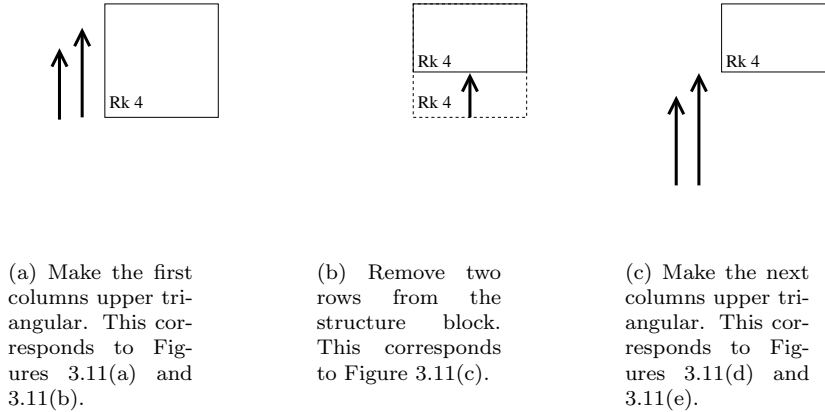 Rk 4
Rk 4
Rk 4
Rk 4
(a) Make the first
columns upper tri-
angular. This cor-
responds to Fig-
ures 3.11(a) and
3.11(b).
(b) Remove two
rows from the
structure block.
This corresponds
to Figure 3.11(c).
(c) Make the next
columns upper tri-
angular. This cor-
responds to Fig-
ures 3.11(d) and
3.11(e).